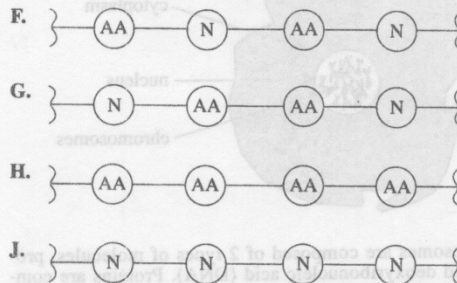 F. AA N AA N
cytoplasm
G. N AA AA N
nucleus
chromosomes
H. AA AA AA AA
J. N N N N
somes are composed of 2 types of molecules, pro-
d deoxyribonucleic acid (DNA). Proteins are com-